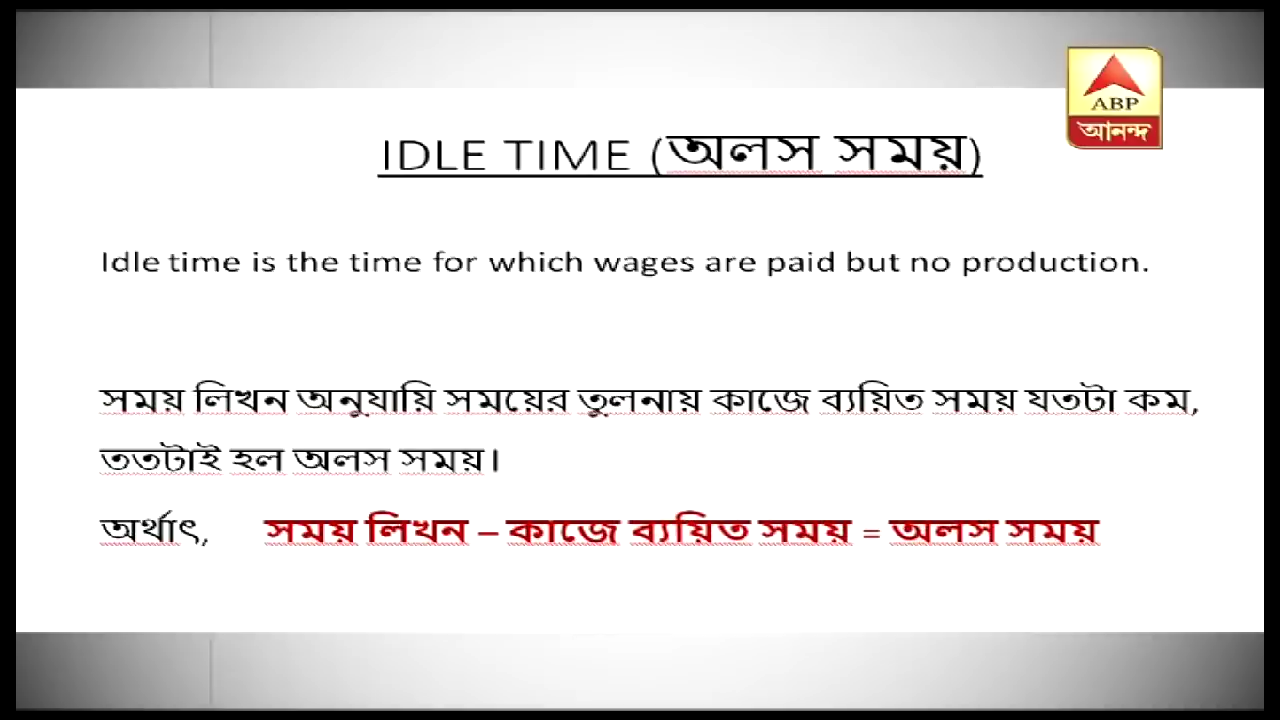 ABP
আনন্দ
IDLE TIME (অলস সময়)
Idle time is the time for which wages are paid but no production.
সময় লিখন অনুযায়ি সময়ের তুলনায় কাজে ব্যয়িত সময় যতটা কম,
ততটাই হল অলস সময়।
অর্থাৎ, সময় লিখন – কাজে ব্যয়িত সময় = অলস সময়